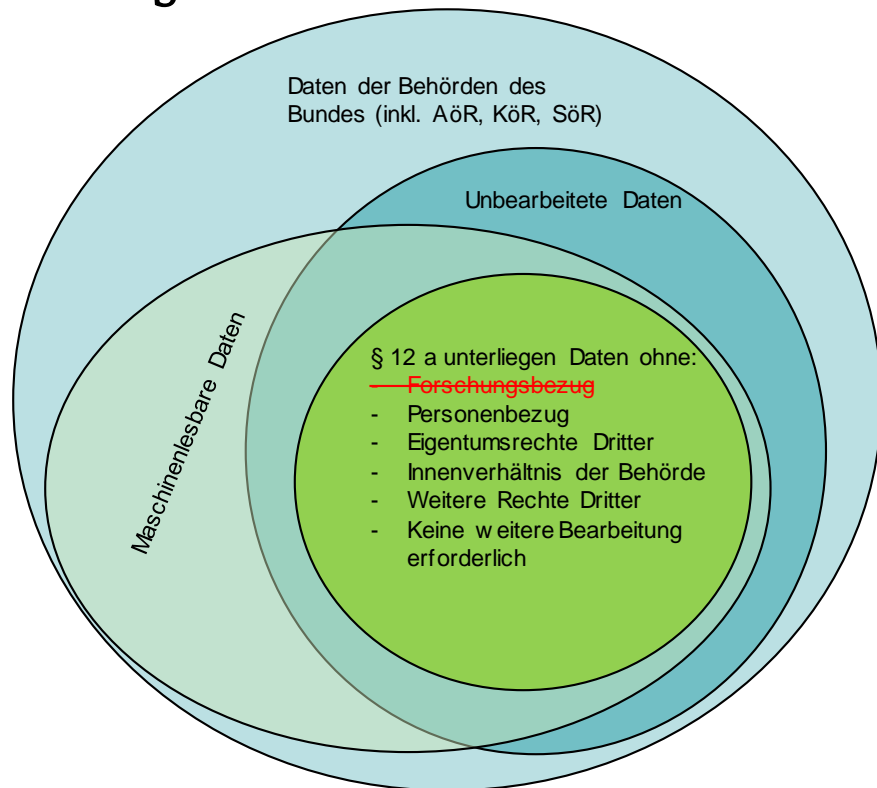 Daten der Behörden des
Bundes (inkl. AöR, KöR, SöR)
Unbearbeitete Daten
Maschinenlesbare Daten
§ 12 a unterliegen Daten ohne:
- Forschungsbezug
- Personenbezug
- Eigentumsrechte Dritter
- Innenverhältnis der Behörde
- Weitere Rechte Dritter
- Keine weitere Bearbeitung
erforderlich